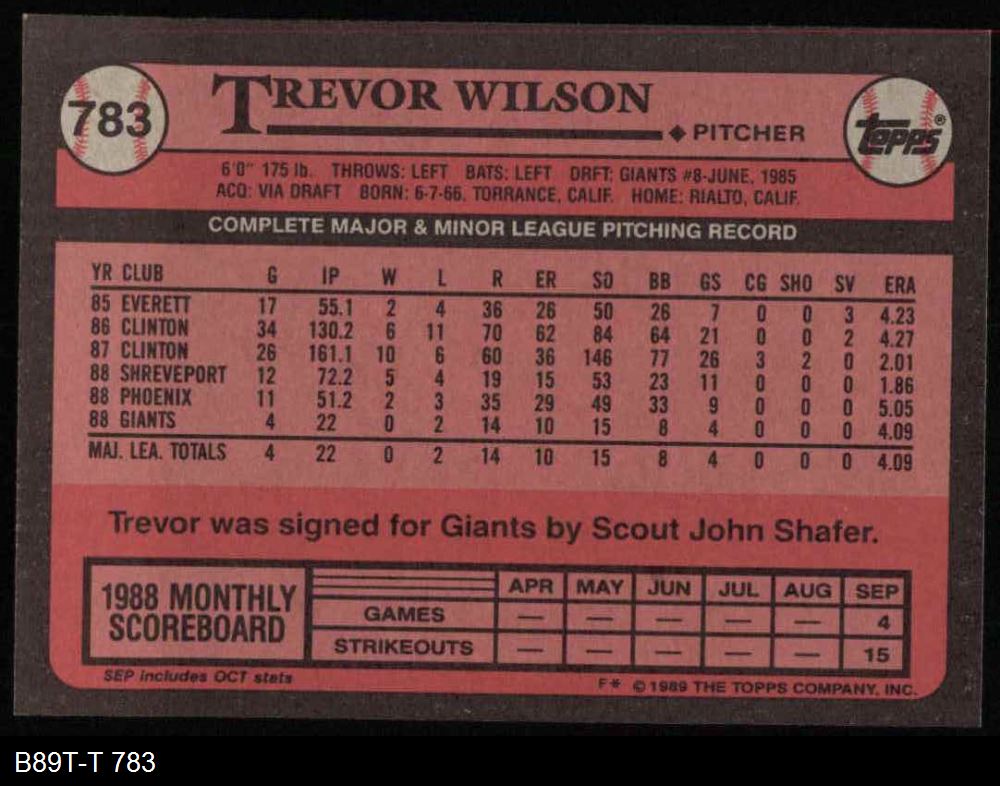 783
TREVOR WILSON
◆ PITCHER
topps®
6'0" 175 lb. THROWS: LEFT BATS: LEFT DRFT: GIANTS #8-JUNE, 1985
ACQ: VIA DRAFT BORN: 6-7-66, TORRANCE, CALIF. HOME: RIALTO, CALIF.
COMPLETE MAJOR & MINOR LEAGUE PITCHING RECORD
YR CLUB G IP W L R ER SO BB GS CG SHO SV ERA
85 EVERETT 17 55.1 2 4 36 26 50 26 7 0 0 3 4.23
86 CLINTON 34 130.2 6 11 70 62 84 64 21 0 0 2 4.27
87 CLINTON 26 161.1 10 6 60 36 146 77 26 3 2 0 2.01
88 SHREVEPORT 12 72.2 5 4 19 15 53 23 11 0 0 0 1.86
88 PHOENIX 11 51.2 2 3 35 29 49 33 9 0 0 0 5.05
88 GIANTS 4 22 0 2 14 10 15 8 4 0 0 0 4.09
MAJ. LEA. TOTALS 4 22 0 2 14 10 15 8 4 0 0 0 4.09
Trevor was signed for Giants by Scout John Shafer.
1988 MONTHLY SCOREBOARD
APR MAY JUN JUL AUG SEP
GAMES — — — — — 4
STRIKEOUTS — — — — — 15
SEP includes OCT stats
F* © 1989 THE TOPPS COMPANY, INC.
B89T-T 783